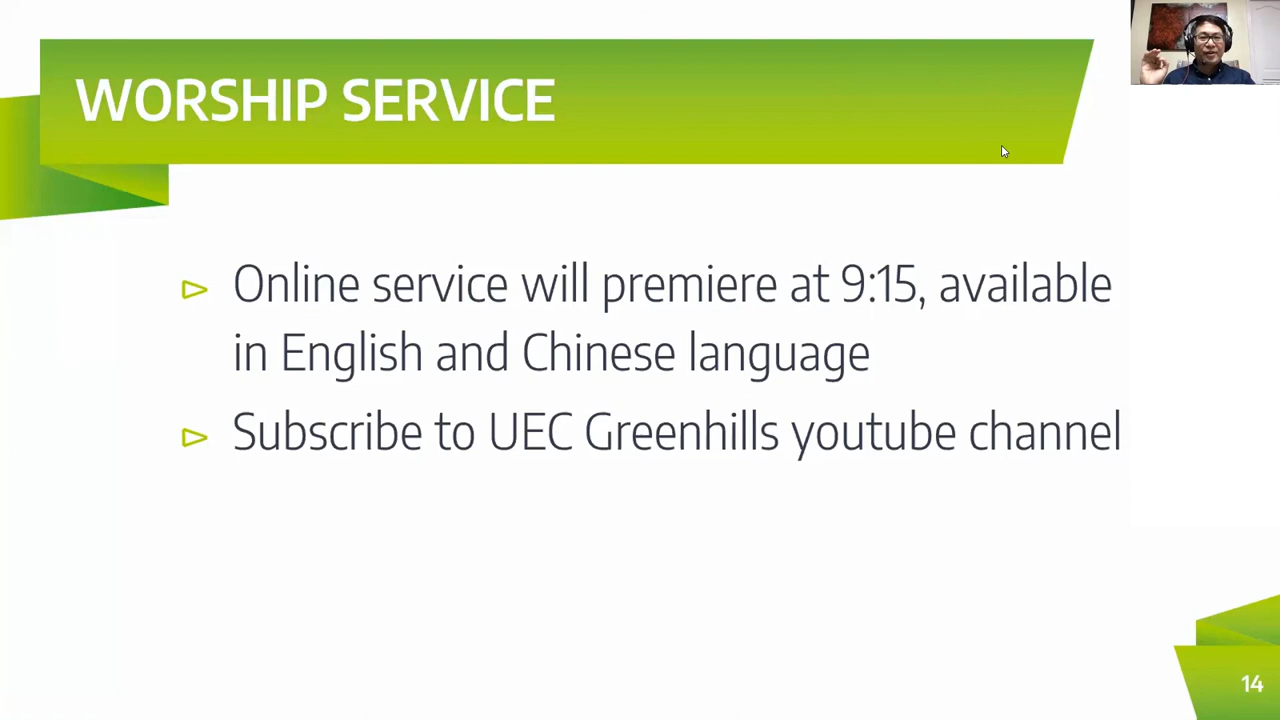 WORSHIP SERVICE
Online service will premiere at 9:15, available
in English and Chinese language
Subscribe to UEC Greenhills youtube channel
14